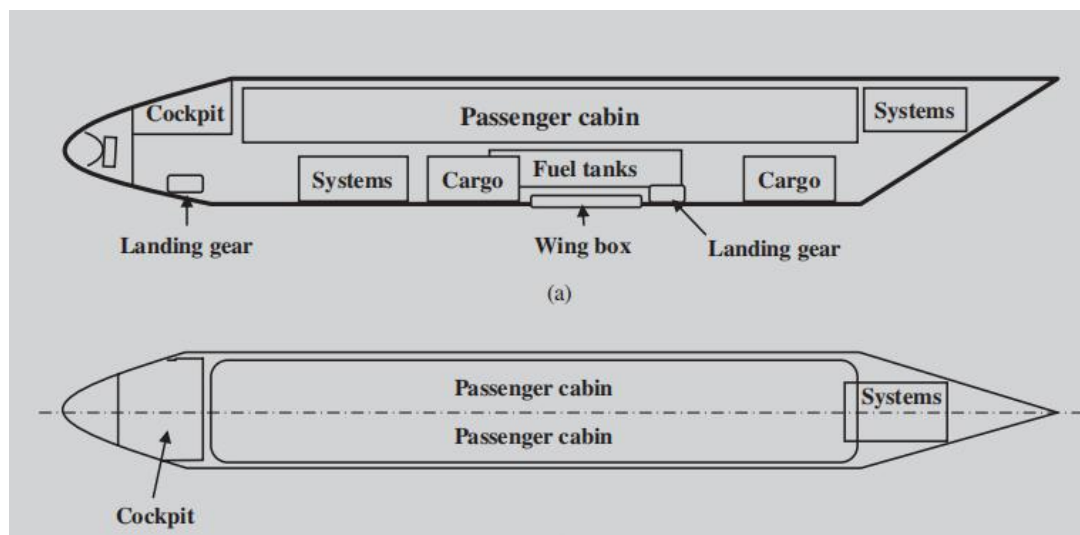 Cockpit
Passenger cabin
Systems
Systems
Cargo
Fuel tanks
Cargo
Landing gear
Wing box
Landing gear
(a)
Passenger cabin
Systems
Passenger cabin
Cockpit